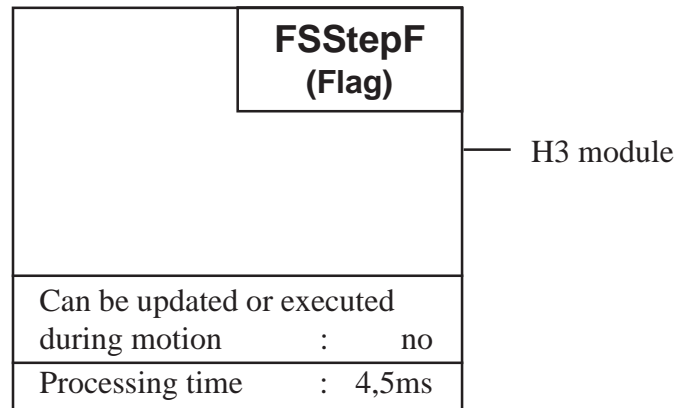 FSStepF
(Flag)
H3 module
Can be updated or executed
during motion : no
Processing time : 4,5ms